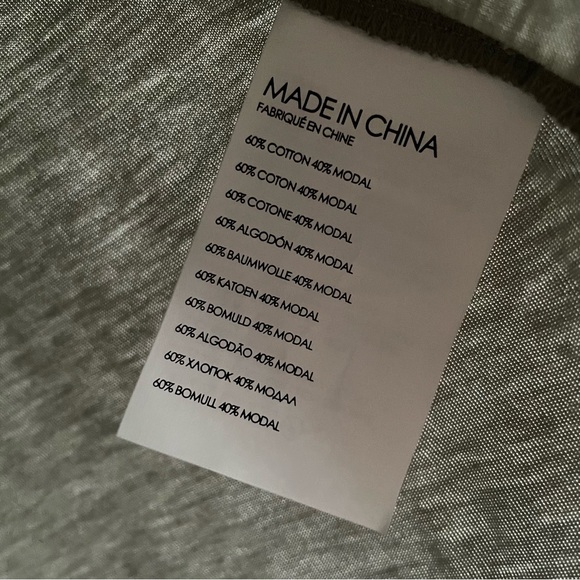 MADE IN CHINA
FABRIQUÉ EN CHINE
60% COTTON 40% MODAL
60% COTON 40% MODAL
60% COTONE 40% MODAL
60% ALGODÓN 40% MODAL
60% BAUMWOLLE 40% MODAL
60% KATOEN 40% MODAL
60% BOMULD 40% MODAL
60% ALGODÃO 40% MODAL
60% ХΛОПОК 40% МОΔАΛ
60% BOMULL 40% MODAL